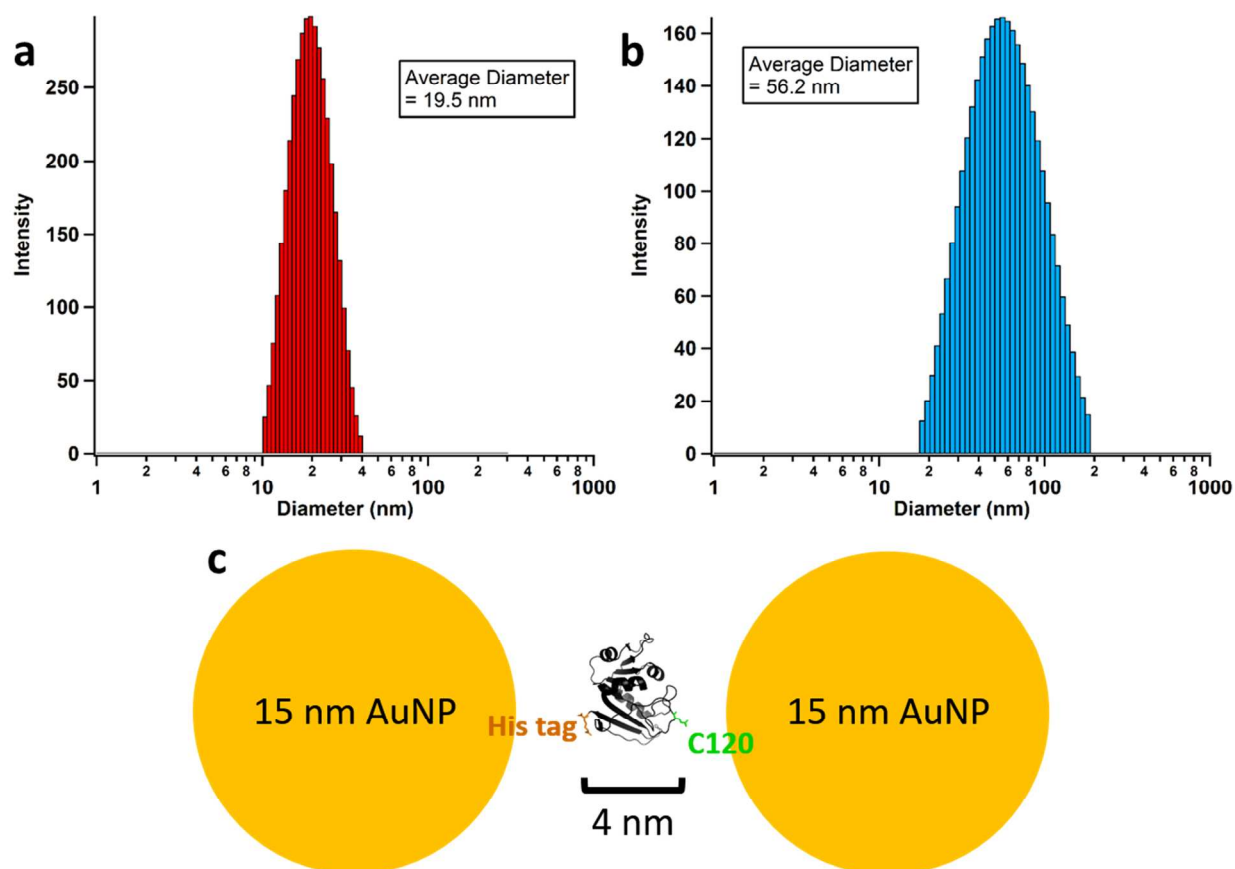 a
Average Diameter
= 19.5 nm
250
200
150
100
50
0
Intensity
1
2
4
6
8
10
2
4
6
8
100
2
4
6
8
1000
Diameter (nm)
b
Average Diameter
= 56.2 nm
160
140
120
100
80
60
40
20
0
Intensity
1
2
4
6
8
10
2
4
6
8
100
2
4
6
8
1000
Diameter (nm)
c
15 nm AuNP
His tag
C120
15 nm AuNP
4 nm